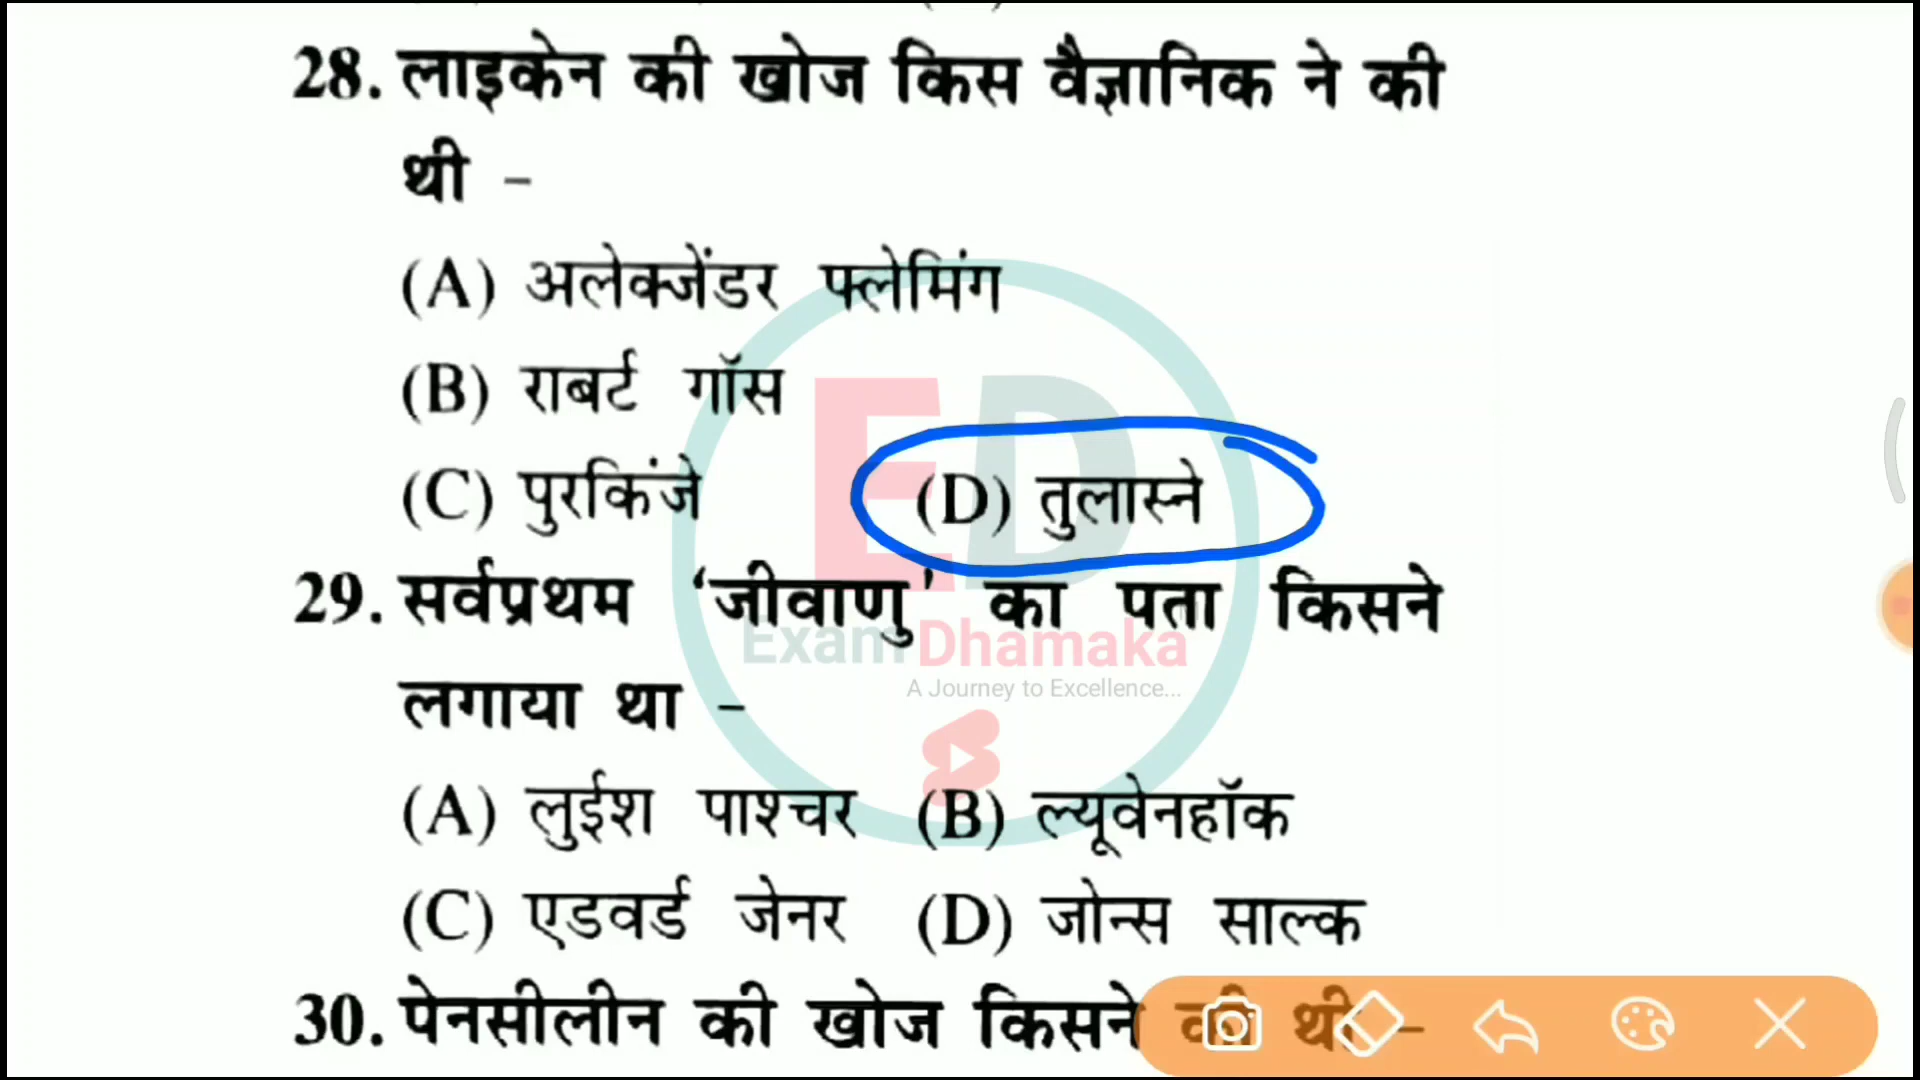 28. लाइकेन की खोज किस वैज्ञानिक ने की
थी -
(A) अलेक्जेंडर फ्लेमिंग
(B) राबर्ट गॉस
(C) पुरकिंजे (D) तुलास्ने
29. सर्वप्रथम ‘जीवाणु’ का पता किसने
लगाया था -
ED
Exam Dhamaka
A Journey to Excellence...
(A) लुईश पाश्चर (B) ल्यूवेनहॉक
(C) एडवर्ड जेनर (D) जोन्स साल्क
30. पेनसीलीन की खोज किसने की थी -